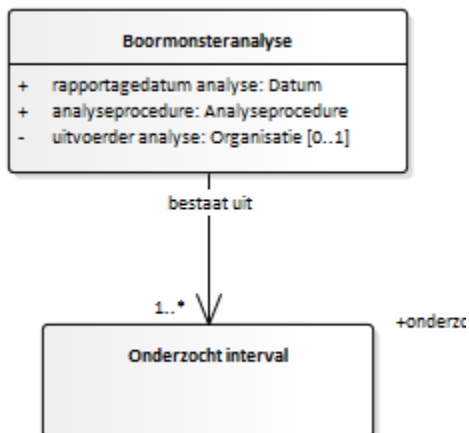 Boormonsteranalyse
+ rapportagedatum analyse: Datum
+ analyseprocedure: Analyseprocedure
- uitvoerder analyse: Organisatie [0..1]
bestaat uit
1..*
Onderzocht interval